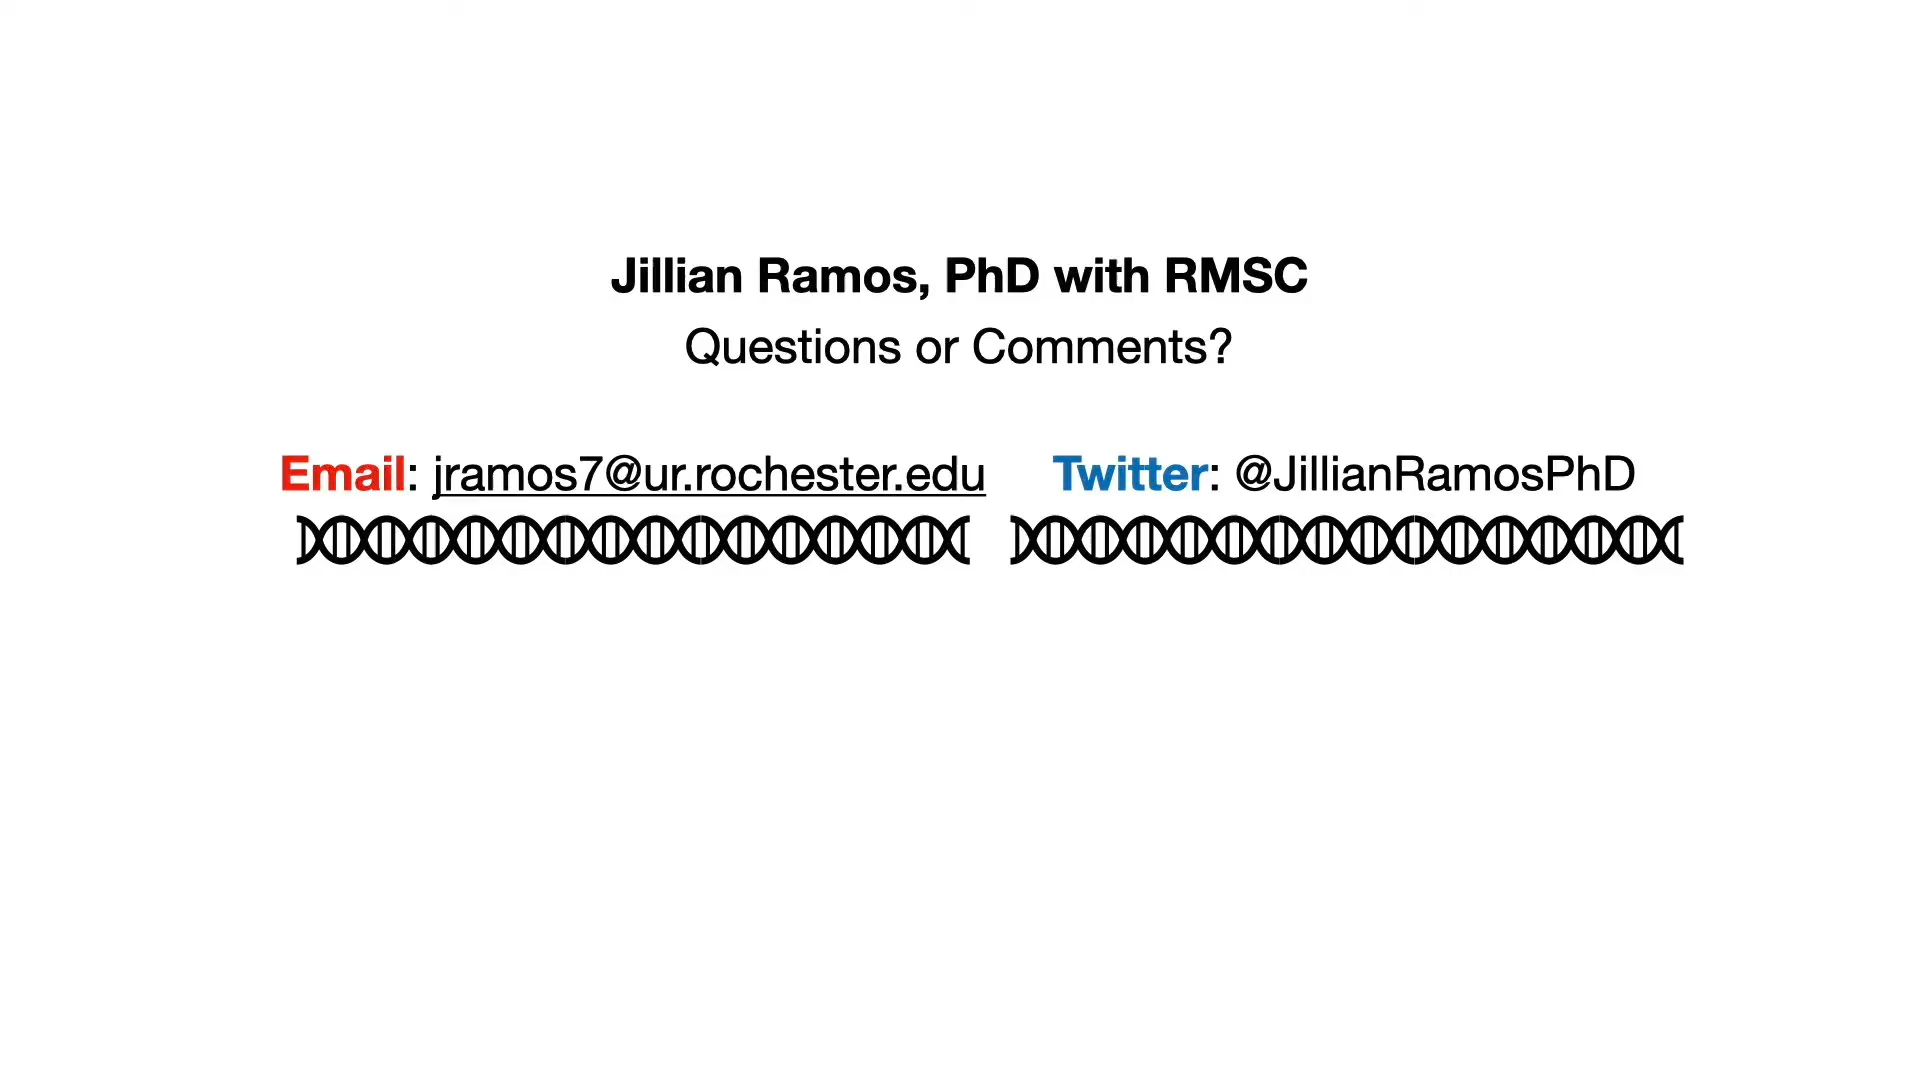 Jillian Ramos, PhD with RMSC
Questions or Comments?
Email: jramos7@ur.rochester.edu
Twitter: @JillianRamosPhD